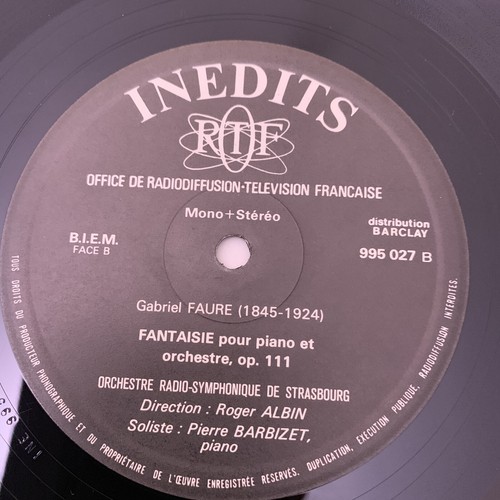 INEDITS
RTF
OFFICE DE RADIODIFFUSION-TELEVISION FRANCAISE
Mono+Stéréo
distribution
BARCLAY
B.I.E.M.
FACE B
995 027 B
Gabriel FAURE (1845-1924)
FANTAISIE pour piano et
orchestre, op. 111
ORCHESTRE RADIO-SYMPHONIQUE DE STRASBOURG
Direction : Roger ALBIN
Soliste : Pierre BARBIZET,
piano
TOUS DROITS DU PRODUCTEUR PHONOGRAPHIQUE ET DU PROPRIÉTAIRE DE L'ŒUVRE ENREGISTRÉE RÉSERVÉS. DUPLICATION, EXÉCUTION PUBLIQUE, RADIODIFFUSION INTERDITES.